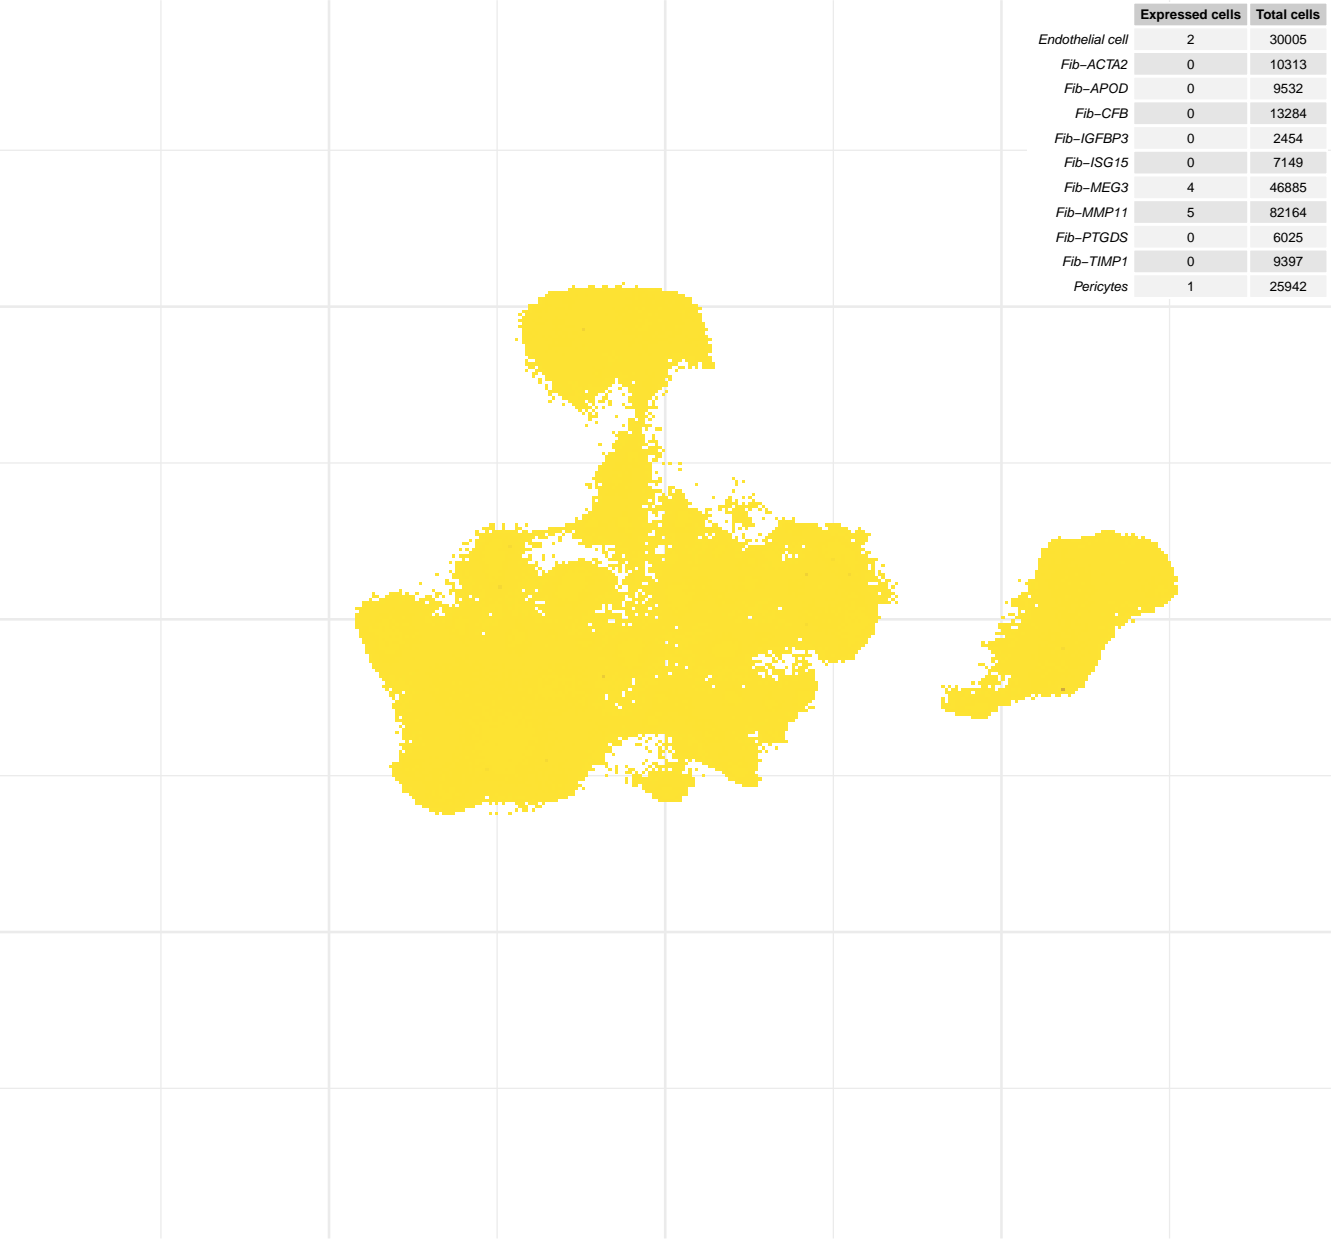 Expressed cells Total cells
Endothelial cell 2 30005
Fib−ACTA2 0 10313
Fib−APOD 0 9532
Fib−CFB 0 13284
Fib−IGFBP3 0 2454
Fib−ISG15 0 7149
Fib−MEG3 4 46885
Fib−MMP11 5 82164
Fib−PTGDS 0 6025
Fib−TIMP1 0 9397
Pericytes 1 25942